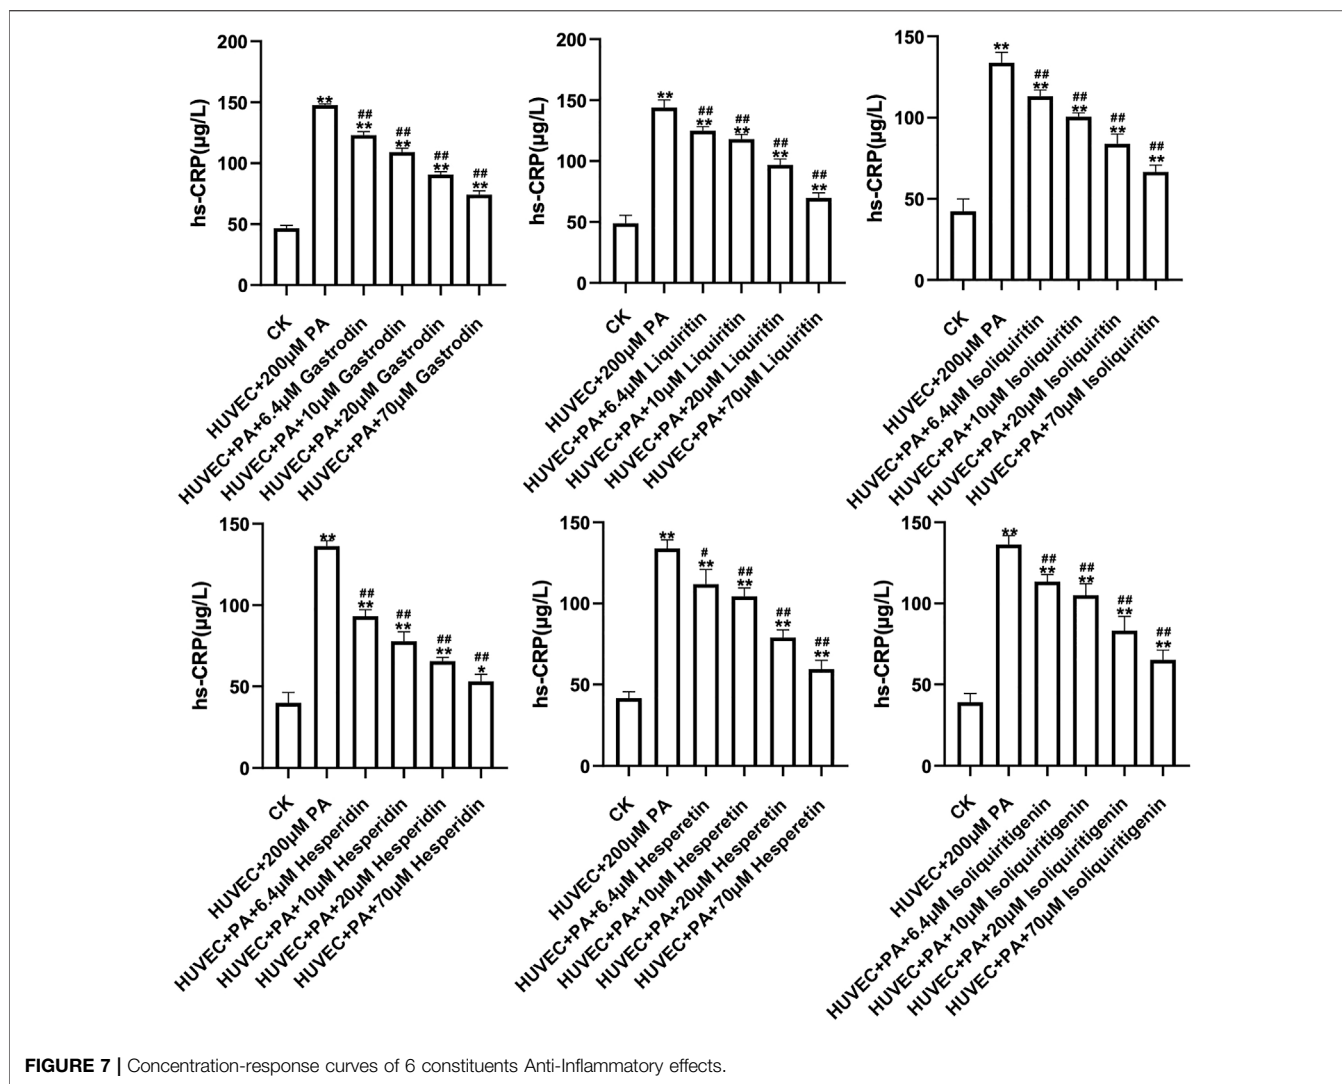 200
150
100
50
0
hs-CRP(µg/L)
**
##
**
##
**
##
**
##
**
CK
HUVEC+200µM PA
HUVEC+PA+6.4µM Gastrodin
HUVEC+PA+10µM Gastrodin
HUVEC+PA+20µM Gastrodin
HUVEC+PA+70µM Gastrodin
200
150
100
50
0
hs-CRP(µg/L)
**
##
**
##
**
##
**
##
**
CK
HUVEC+200µM PA
HUVEC+PA+6.4µM Liquiritin
HUVEC+PA+10µM Liquiritin
HUVEC+PA+20µM Liquiritin
HUVEC+PA+70µM Liquiritin
150
100
50
0
hs-CRP(µg/L)
**
##
**
##
**
##
**
##
**
CK
HUVEC+200µM PA
HUVEC+PA+6.4µM Isoliquiritin
HUVEC+PA+10µM Isoliquiritin
HUVEC+PA+20µM Isoliquiritin
HUVEC+PA+70µM Isoliquiritin
150
100
50
0
hs-CRP(µg/L)
**
##
**
##
**
##
**
##
*
CK
HUVEC+200µM PA
HUVEC+PA+6.4µM Hesperidin
HUVEC+PA+10µM Hesperidin
HUVEC+PA+20µM Hesperidin
HUVEC+PA+70µM Hesperidin
150
100
50
0
hs-CRP(µg/L)
**
#
**
##
**
##
**
##
**
CK
HUVEC+200µM PA
HUVEC+PA+6.4µM Hesperetin
HUVEC+PA+10µM Hesperetin
HUVEC+PA+20µM Hesperetin
HUVEC+PA+70µM Hesperetin
150
100
50
0
hs-CRP(µg/L)
**
##
**
##
**
##
**
##
**
CK
HUVEC+200µM PA
HUVEC+PA+6.4µM Isoliquiritigenin
HUVEC+PA+10µM Isoliquiritigenin
HUVEC+PA+20µM Isoliquiritigenin
HUVEC+PA+70µM Isoliquiritigenin
FIGURE 7 | Concentration-response curves of 6 constituents Anti-Inflammatory effects.